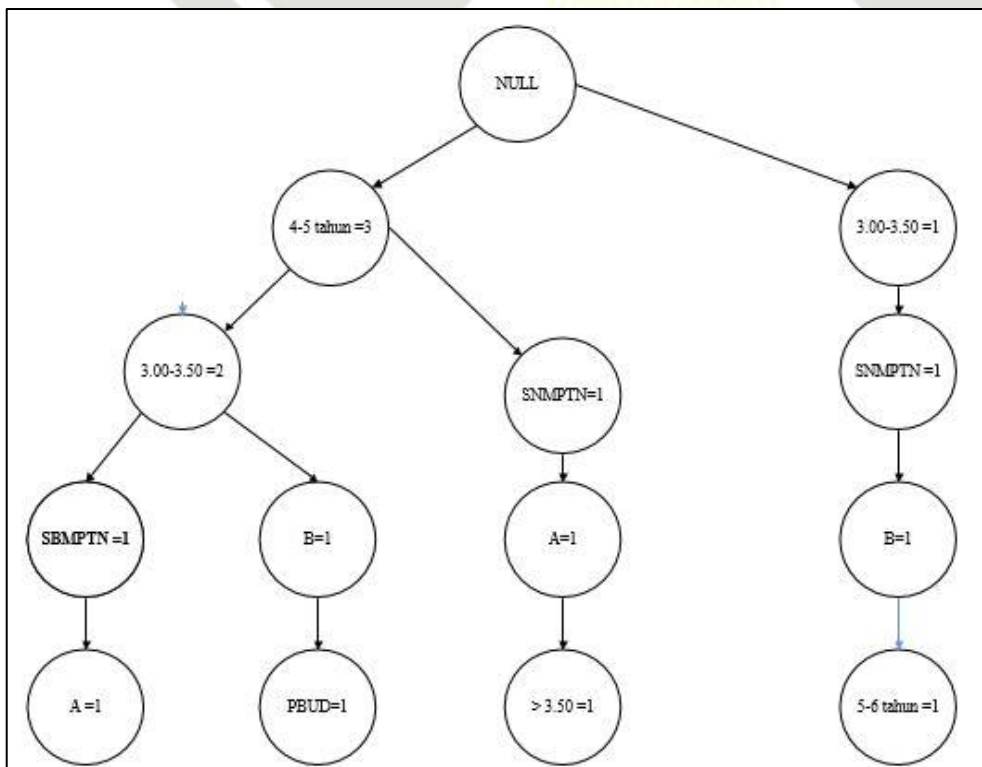 NULL
4-5 tahun =3
3.00-3.50 =1
3.00-3.50 =2
SNMPTN=1
SNMPTN =1
SBMPTN =1
B=1
A=1
B=1
A =1
PBUD=1
> 3.50 =1
5-6 tahun =1